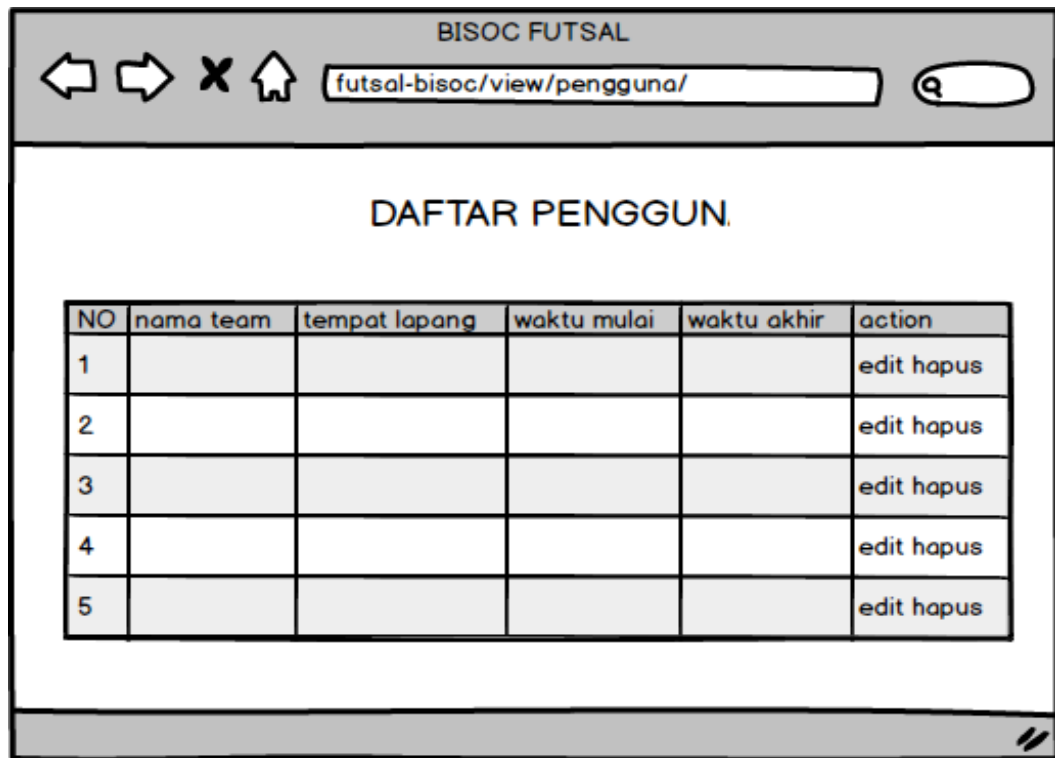 BISOC FUTSAL
futsal-bisoc/view/pengguna/
DAFTAR PENGGUN
NO nama team tempat lapang waktu mulai waktu akhir action
1 edit hapus
2 edit hapus
3 edit hapus
4 edit hapus
5 edit hapus